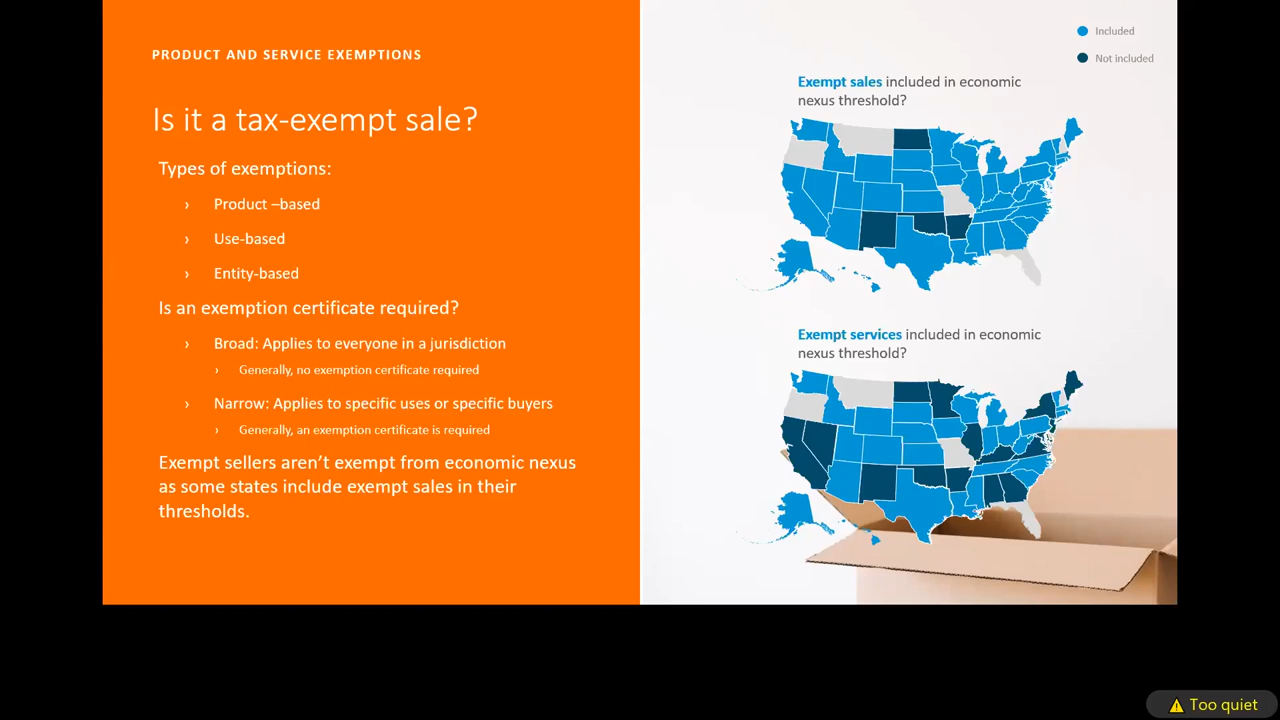 PRODUCT AND SERVICE EXEMPTIONS
Is it a tax-exempt sale?
Types of exemptions:
› Product –based
› Use-based
› Entity-based
Is an exemption certificate required?
› Broad: Applies to everyone in a jurisdiction
› Generally, no exemption certificate required
› Narrow: Applies to specific uses or specific buyers
› Generally, an exemption certificate is required
Exempt sellers aren’t exempt from economic nexus
as some states include exempt sales in their
thresholds.
Included
Not included
Exempt sales included in economic
nexus threshold?
Exempt services included in economic
nexus threshold?
Too quiet